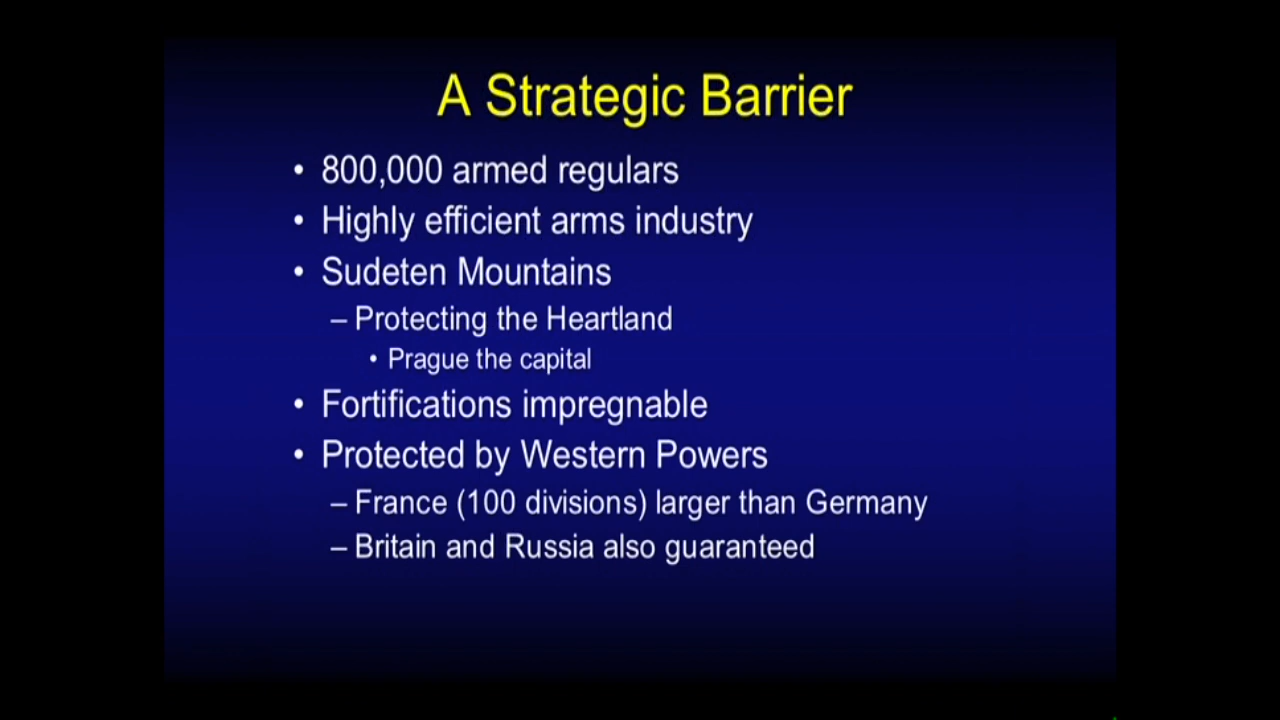 A Strategic Barrier
• 800,000 armed regulars
• Highly efficient arms industry
• Sudeten Mountains
– Protecting the Heartland
• Prague the capital
• Fortifications impregnable
• Protected by Western Powers
– France (100 divisions) larger than Germany
– Britain and Russia also guaranteed